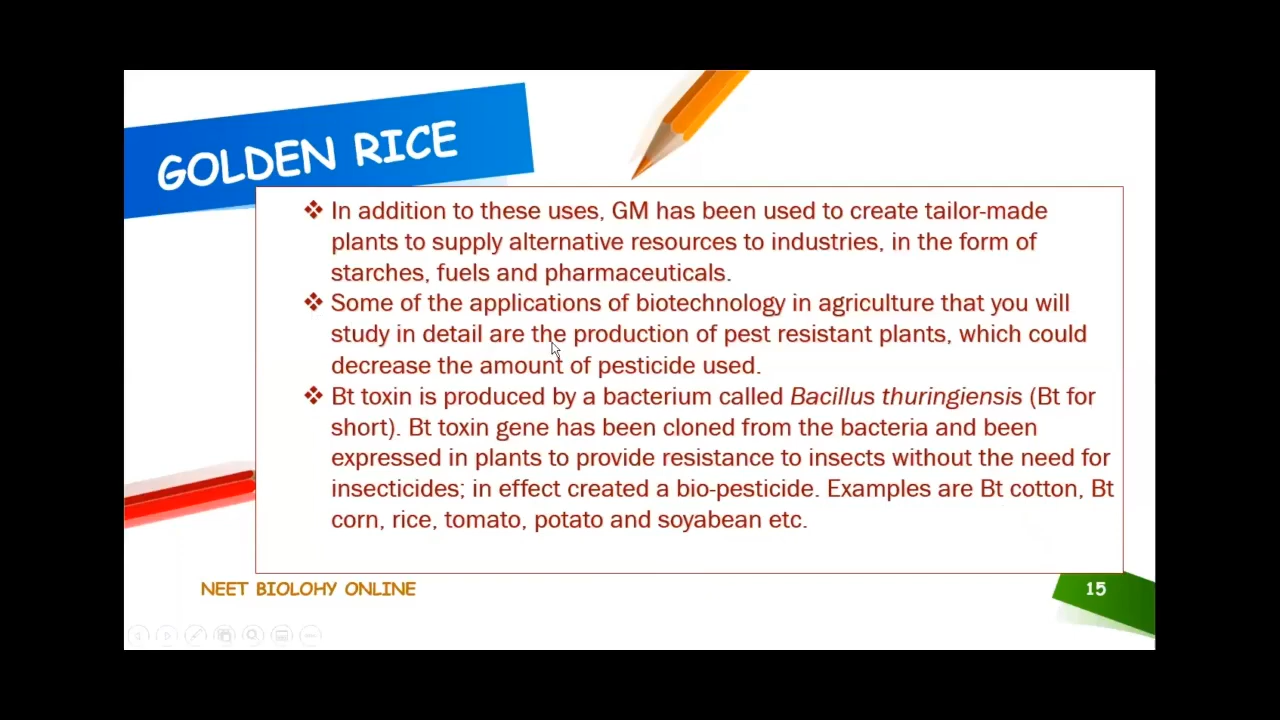 GOLDEN RICE
❖ In addition to these uses, GM has been used to create tailor-made
plants to supply alternative resources to industries, in the form of
starches, fuels and pharmaceuticals.
❖ Some of the applications of biotechnology in agriculture that you will
study in detail are the production of pest resistant plants, which could
decrease the amount of pesticide used.
❖ Bt toxin is produced by a bacterium called Bacillus thuringiensis (Bt for
short). Bt toxin gene has been cloned from the bacteria and been
expressed in plants to provide resistance to insects without the need for
insecticides; in effect created a bio-pesticide. Examples are Bt cotton, Bt
corn, rice, tomato, potato and soyabean etc.
NEET BIOLOHY ONLINE
15